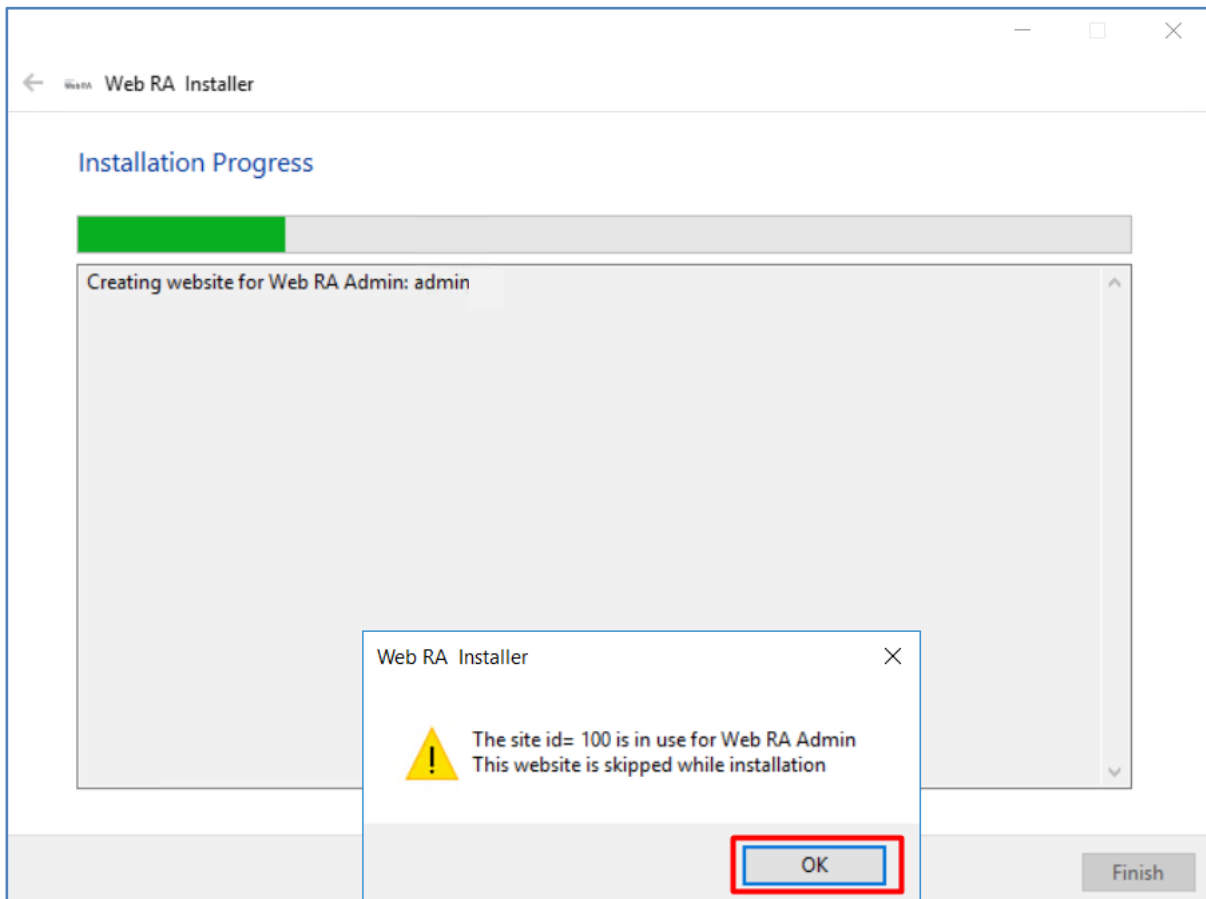 Web RA Installer
Installation Progress
Creating website for Web RA Admin: admin
Web RA Installer
The site id= 100 is in use for Web RA Admin
This website is skipped while installation
OK
Finish